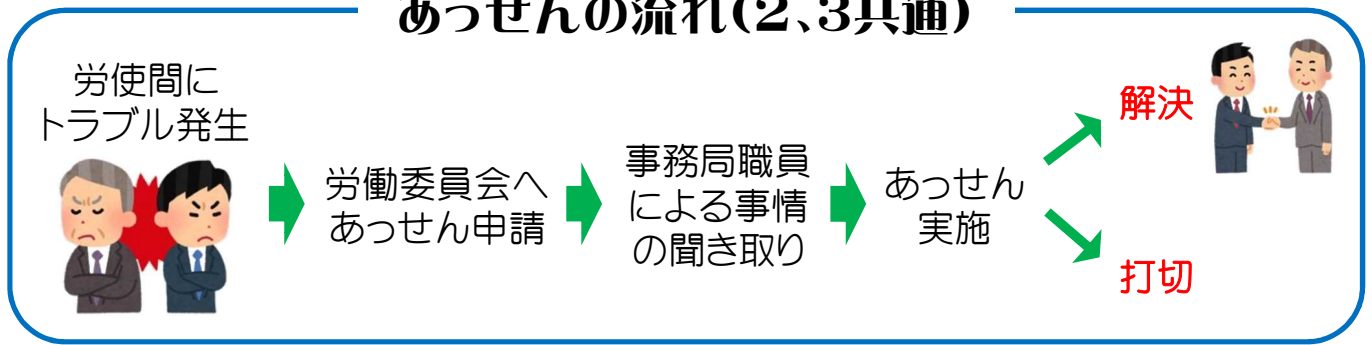 あっせんの流れ(2、3共通)
労使間に
トラブル発生
労働委員会へ
あっせん申請
事務局職員
による事情
の聞き取り
あっせん
実施
解決
打切